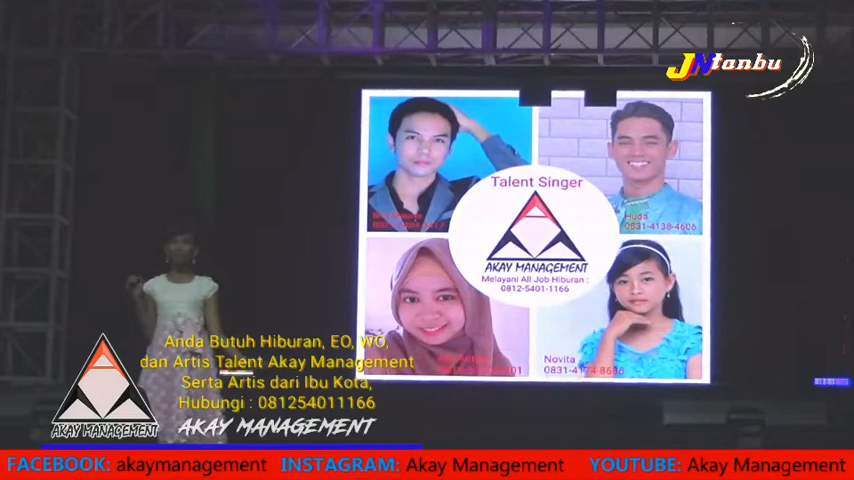 JNtanbu
Talent Singer
AKAY MANAGEMENT
Melayani All Job Hiburan :
0812-5401-1166
Huda
0831-4138-4606
Novita
Anda Butuh Hiburan, EO, WO,
dan Artis Talent Akay Management
Serta Artis dari Ibu Kota,
Hubungi : 081254011166
AKAY MANAGEMENT
AKAY MANAGEMENT
FACEBOOK: akaymanagement INSTAGRAM: Akay Management YOUTUBE: Akay Management